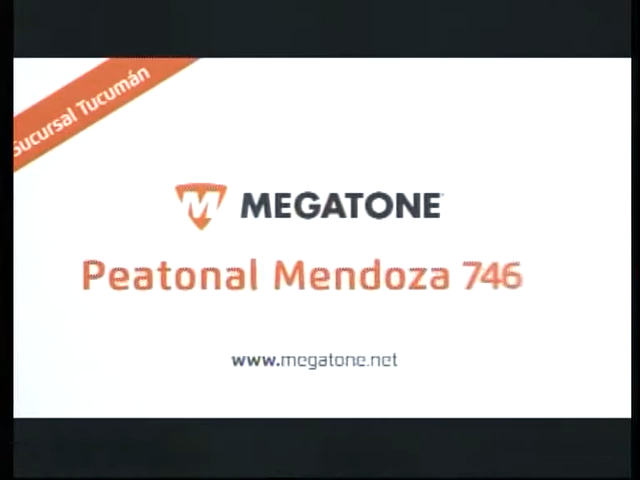 Sucursal Tucumán
M MEGATONE
Peatonal Mendoza 746
www.megatone.net